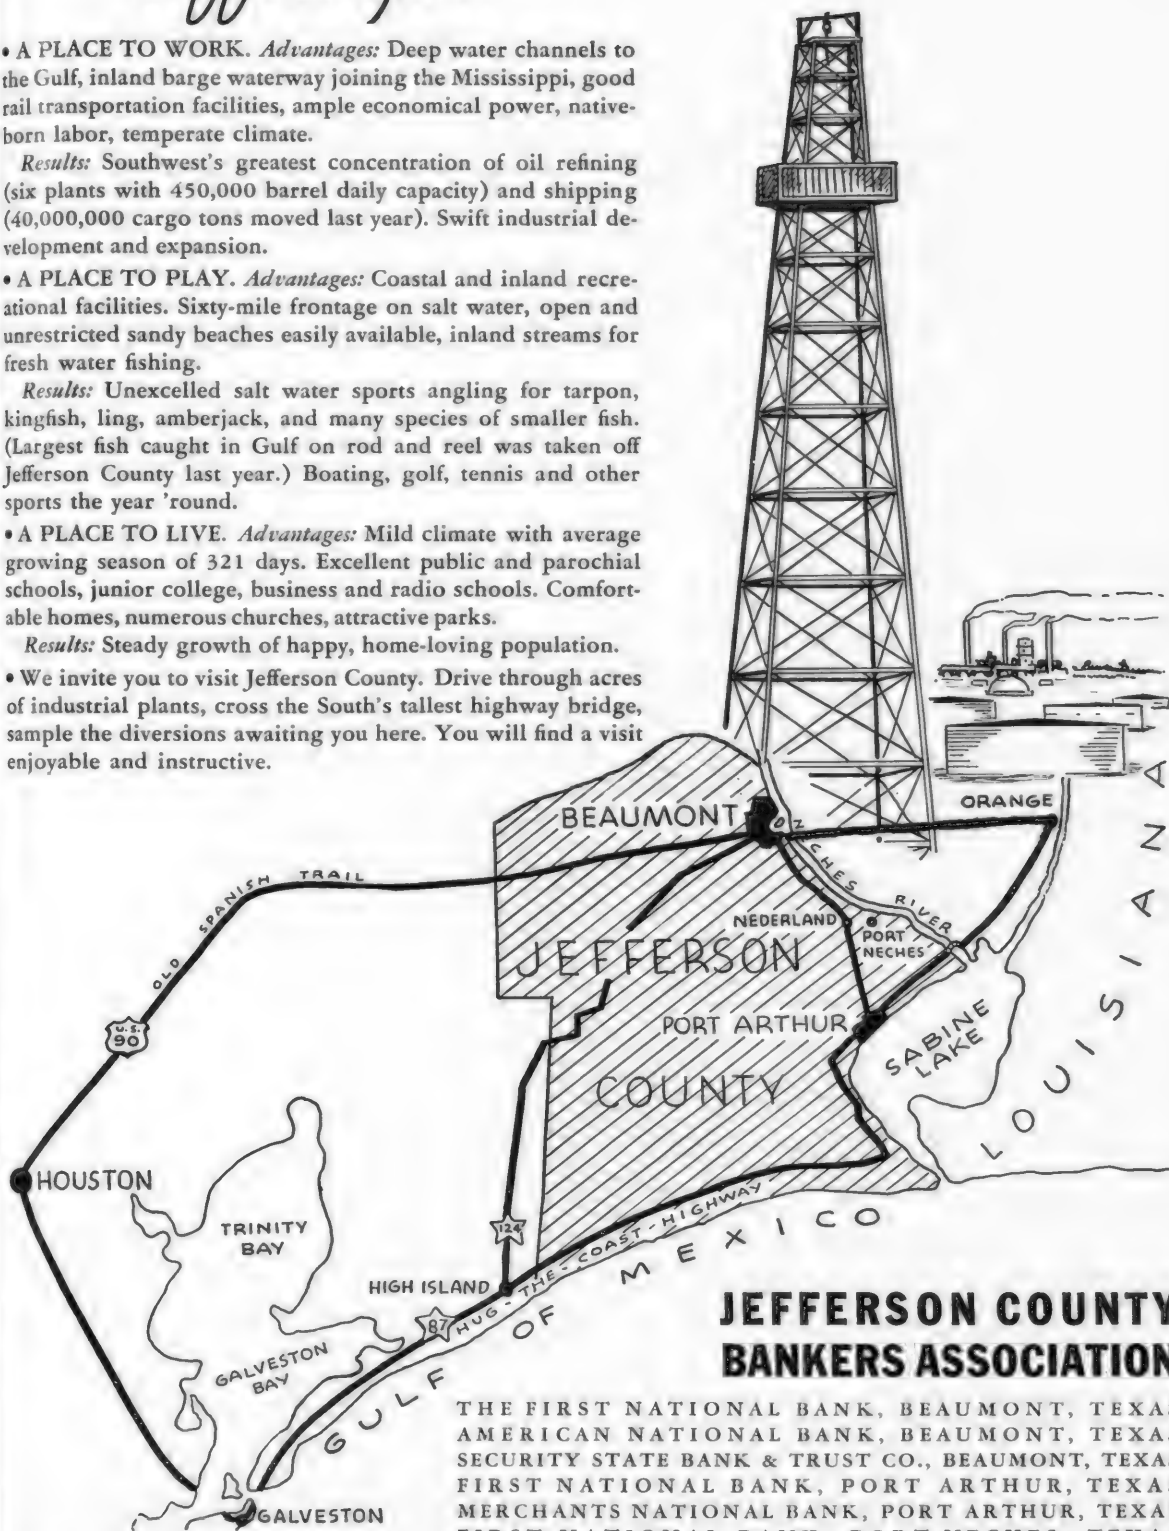 • A PLACE TO WORK. Advantages: Deep water channels to
the Gulf, inland barge waterway joining the Mississippi, good
rail transportation facilities, ample economical power, native-
born labor, temperate climate.
Results: Southwest's greatest concentration of oil refining
(six plants with 450,000 barrel daily capacity) and shipping
(40,000,000 cargo tons moved last year). Swift industrial de-
velopment and expansion.
• A PLACE TO PLAY. Advantages: Coastal and inland recre-
ational facilities. Sixty-mile frontage on salt water, open and
unrestricted sandy beaches easily available, inland streams for
fresh water fishing.
Results: Unexcelled salt water sports angling for tarpon,
kingfish, ling, amberjack, and many species of smaller fish.
(Largest fish caught in Gulf on rod and reel was taken off
Jefferson County last year.) Boating, golf, tennis and other
sports the year 'round.
• A PLACE TO LIVE. Advantages: Mild climate with average
growing season of 321 days. Excellent public and parochial
schools, junior college, business and radio schools. Comfort-
able homes, numerous churches, attractive parks.
Results: Steady growth of happy, home-loving population.
• We invite you to visit Jefferson County. Drive through acres
of industrial plants, cross the South's tallest highway bridge,
sample the diversions awaiting you here. You will find a visit
enjoyable and instructive.
BEAUMONT
ORANGE
OLD SPANISH TRAIL
CHES RIVER
NEDERLAND
PORT
NECHES
JEFFERSON
U.S.
90
PORT ARTHUR
SABINE
LAKE
LOUISIANA
COUNTY
HOUSTON
TRINITY
BAY
124
HIGH ISLAND
87
HUG-THE-COAST-HIGHWAY
GULF OF MEXICO
GALVESTON
BAY
GALVESTON
JEFFERSON COUNTY
BANKERS ASSOCIATION
THE FIRST NATIONAL BANK, BEAUMONT, TEXAS
AMERICAN NATIONAL BANK, BEAUMONT, TEXAS
SECURITY STATE BANK & TRUST CO., BEAUMONT, TEXAS
FIRST NATIONAL BANK, PORT ARTHUR, TEXAS
MERCHANTS NATIONAL BANK, PORT ARTHUR, TEXAS
FIRST NATIONAL BANK, PORT NECHES, TEXAS